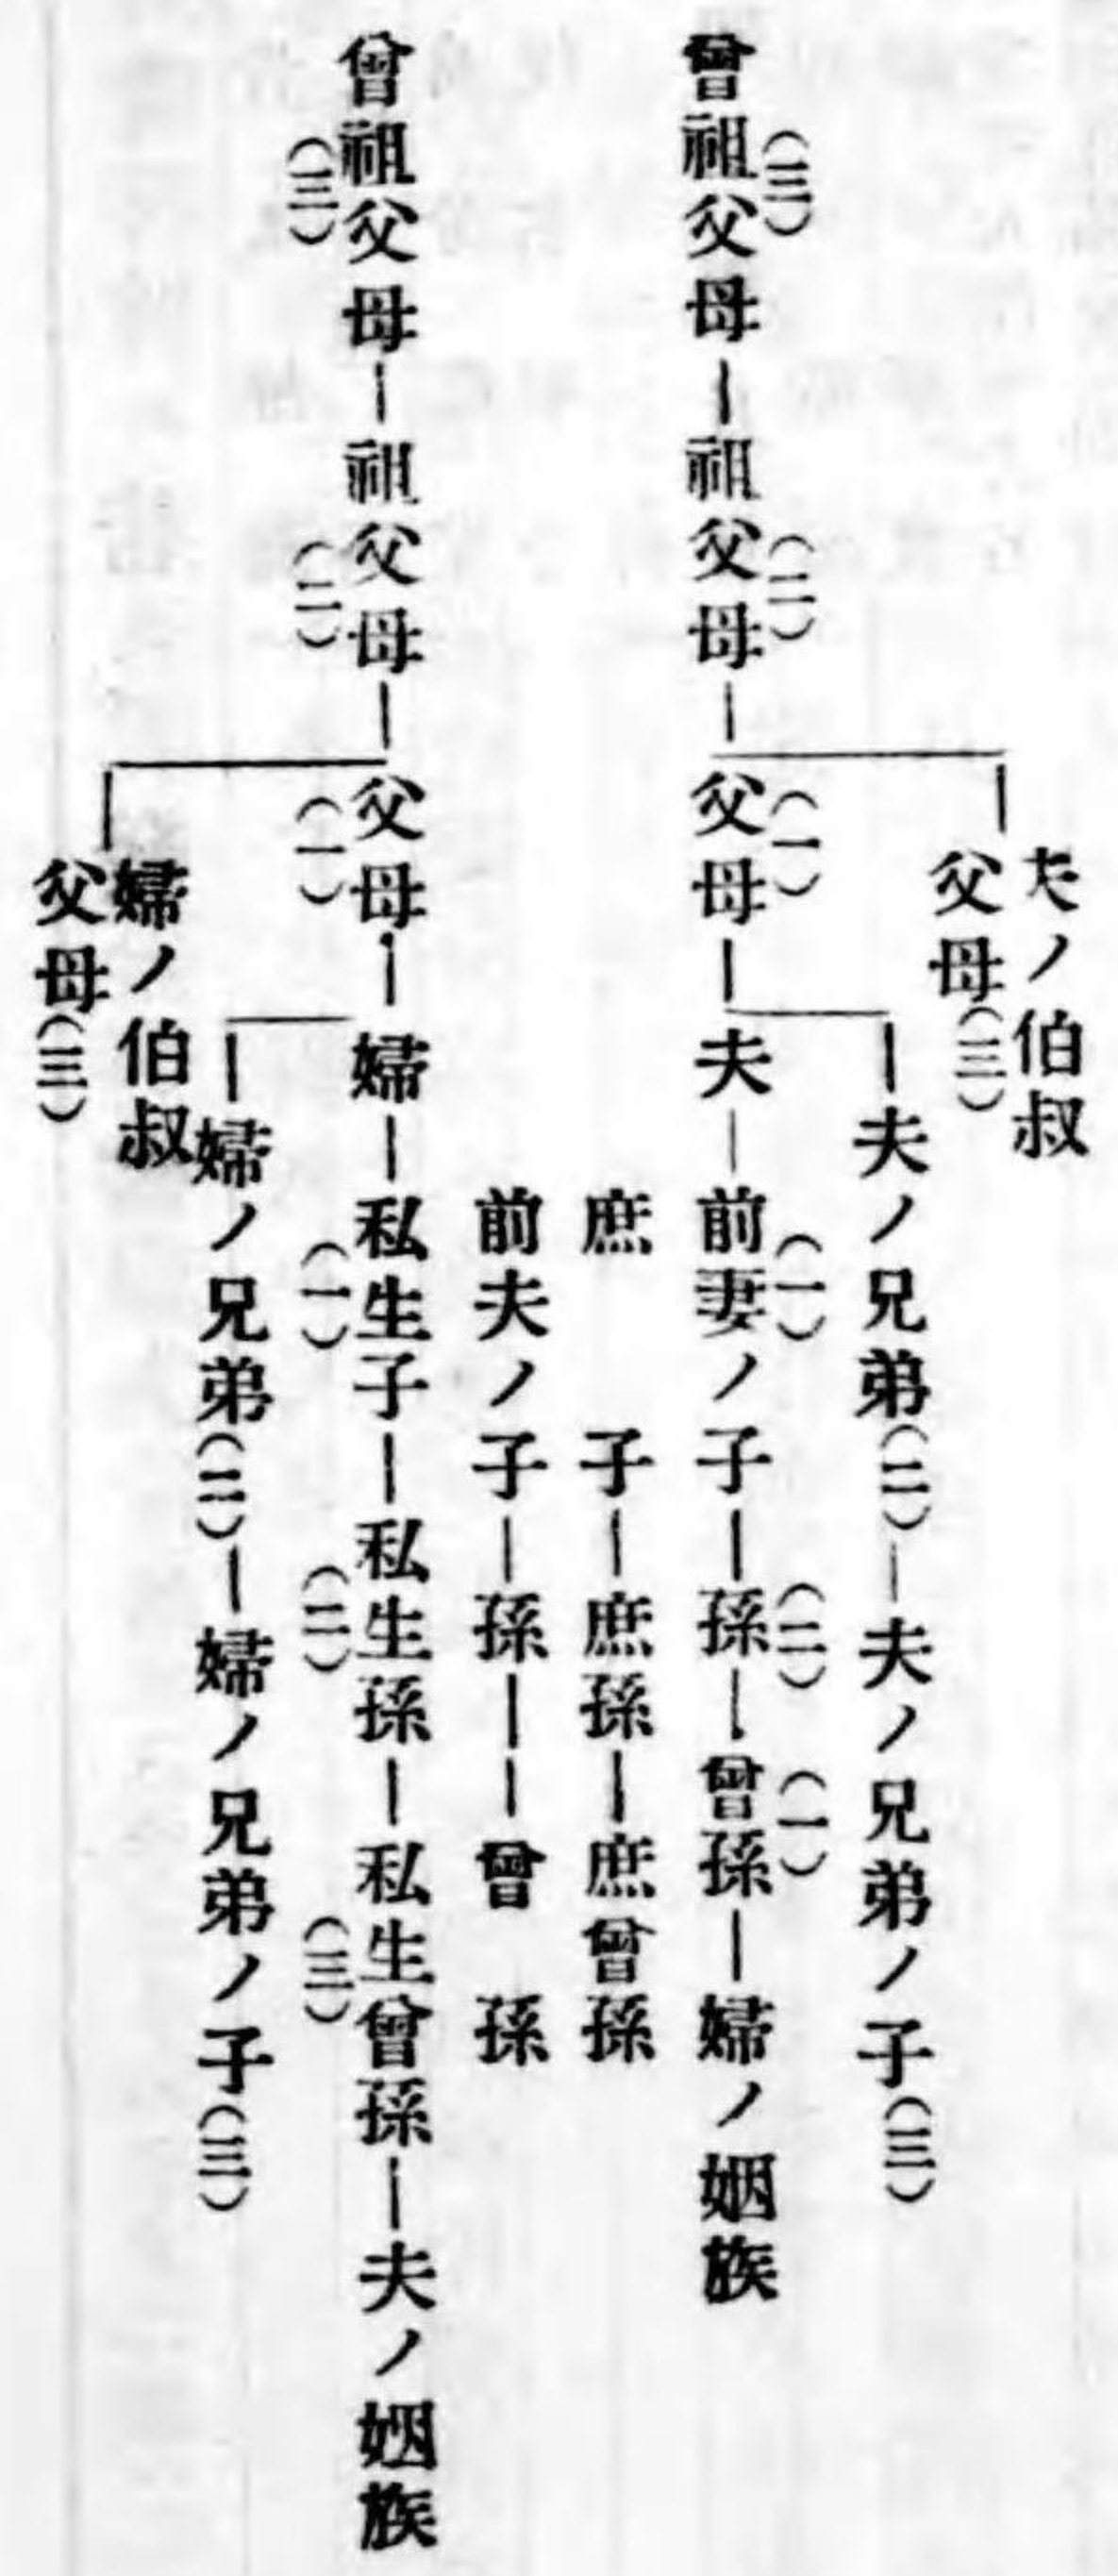 夫ノ伯叔
父母(三)
夫ノ兄弟(二)―夫ノ兄弟ノ子(三)
(三) (二) (一) (一) (二) (一)
曾祖父母―祖父母―父母―夫―前妻ノ子―孫―曾孫―婦ノ姻族
庶子―庶孫―庶曾孫
前夫ノ子―孫――曾孫
曾祖父母―祖父母―父母―婦―私生子―私生孫―私生曾孫―夫ノ姻族
(三) (二) (一) (一) (二) (三)
婦ノ兄弟(二)―婦ノ兄弟ノ子(三)
婦ノ伯叔
父母(三)